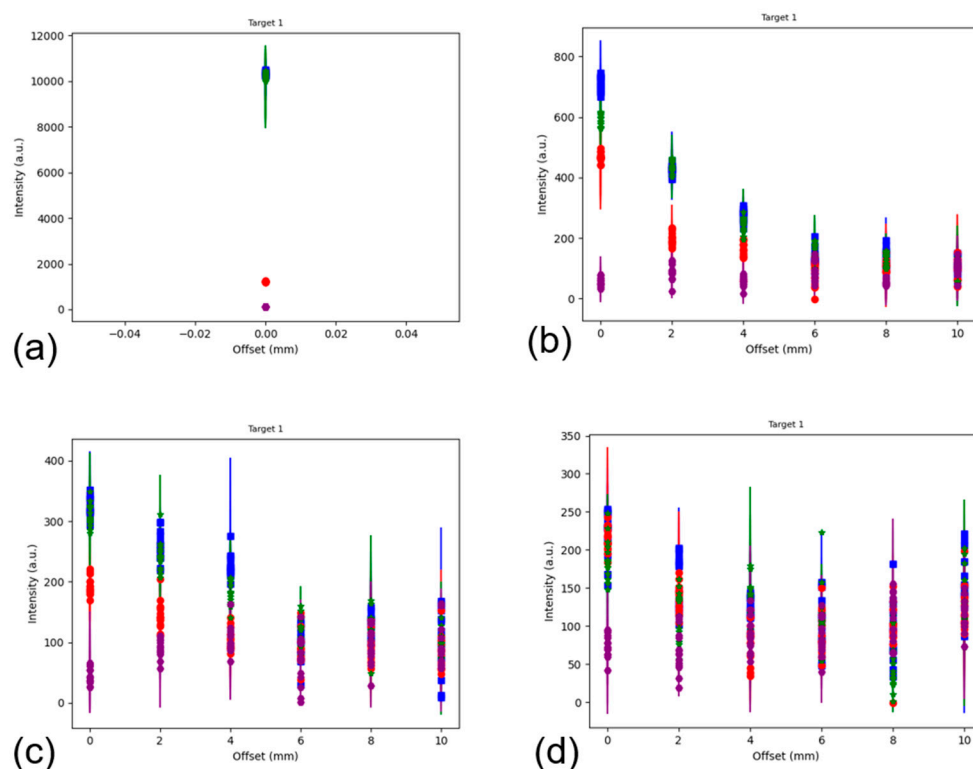 Target 1
12000
10000
8000
6000
4000
2000
0
Intensity (a.u.)
−0.04 −0.02 0.00 0.02 0.04
Offset (mm)
(a)
Target 1
800
600
400
200
0
Intensity (a.u.)
0 2 4 6 8 10
Offset (mm)
(b)
Target 1
400
300
200
100
0
Intensity (a.u.)
0 2 4 6 8 10
Offset (mm)
(c)
Target 1
350
300
250
200
150
100
50
0
Intensity (a.u.)
0 2 4 6 8 10
Offset (mm)
(d)